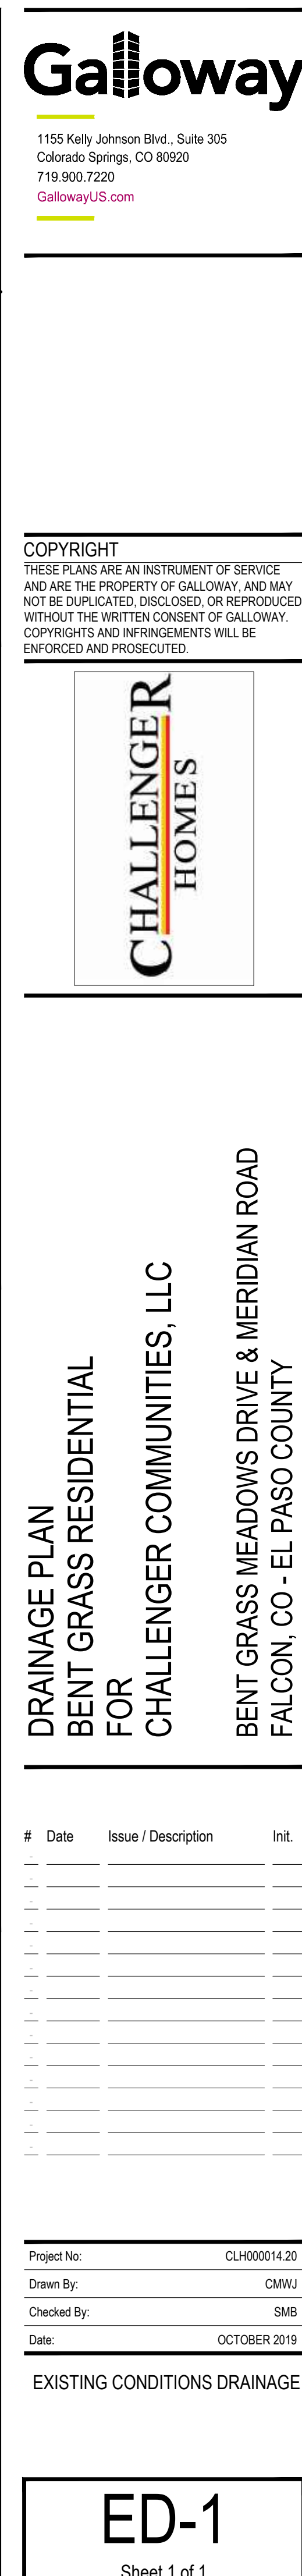 Galloway
1155 Kelly Johnson Blvd., Suite 305
Colorado Springs, CO 80920
719.900.7220
GallowayUS.com
COPYRIGHT
THESE PLANS ARE AN INSTRUMENT OF SERVICE
AND ARE THE PROPERTY OF GALLOWAY, AND MAY
NOT BE DUPLICATED, DISCLOSED, OR REPRODUCED
WITHOUT THE WRITTEN CONSENT OF GALLOWAY.
COPYRIGHTS AND INFRINGEMENTS WILL BE
ENFORCED AND PROSECUTED.
CHALLENGER
HOMES
DRAINAGE PLAN
BENT GRASS RESIDENTIAL
FOR
CHALLENGER COMMUNITIES, LLC
BENT GRASS MEADOWS DRIVE & MERIDIAN ROAD
FALCON, CO - EL PASO COUNTY
# Date Issue / Description Init.
-
-
-
-
-
-
-
-
-
-
-
-
-
-
Project No: CLH000014.20
Drawn By: CMWJ
Checked By: SMB
Date: OCTOBER 2019
EXISTING CONDITIONS DRAINAGE
ED-1
Sheet 1 of 1